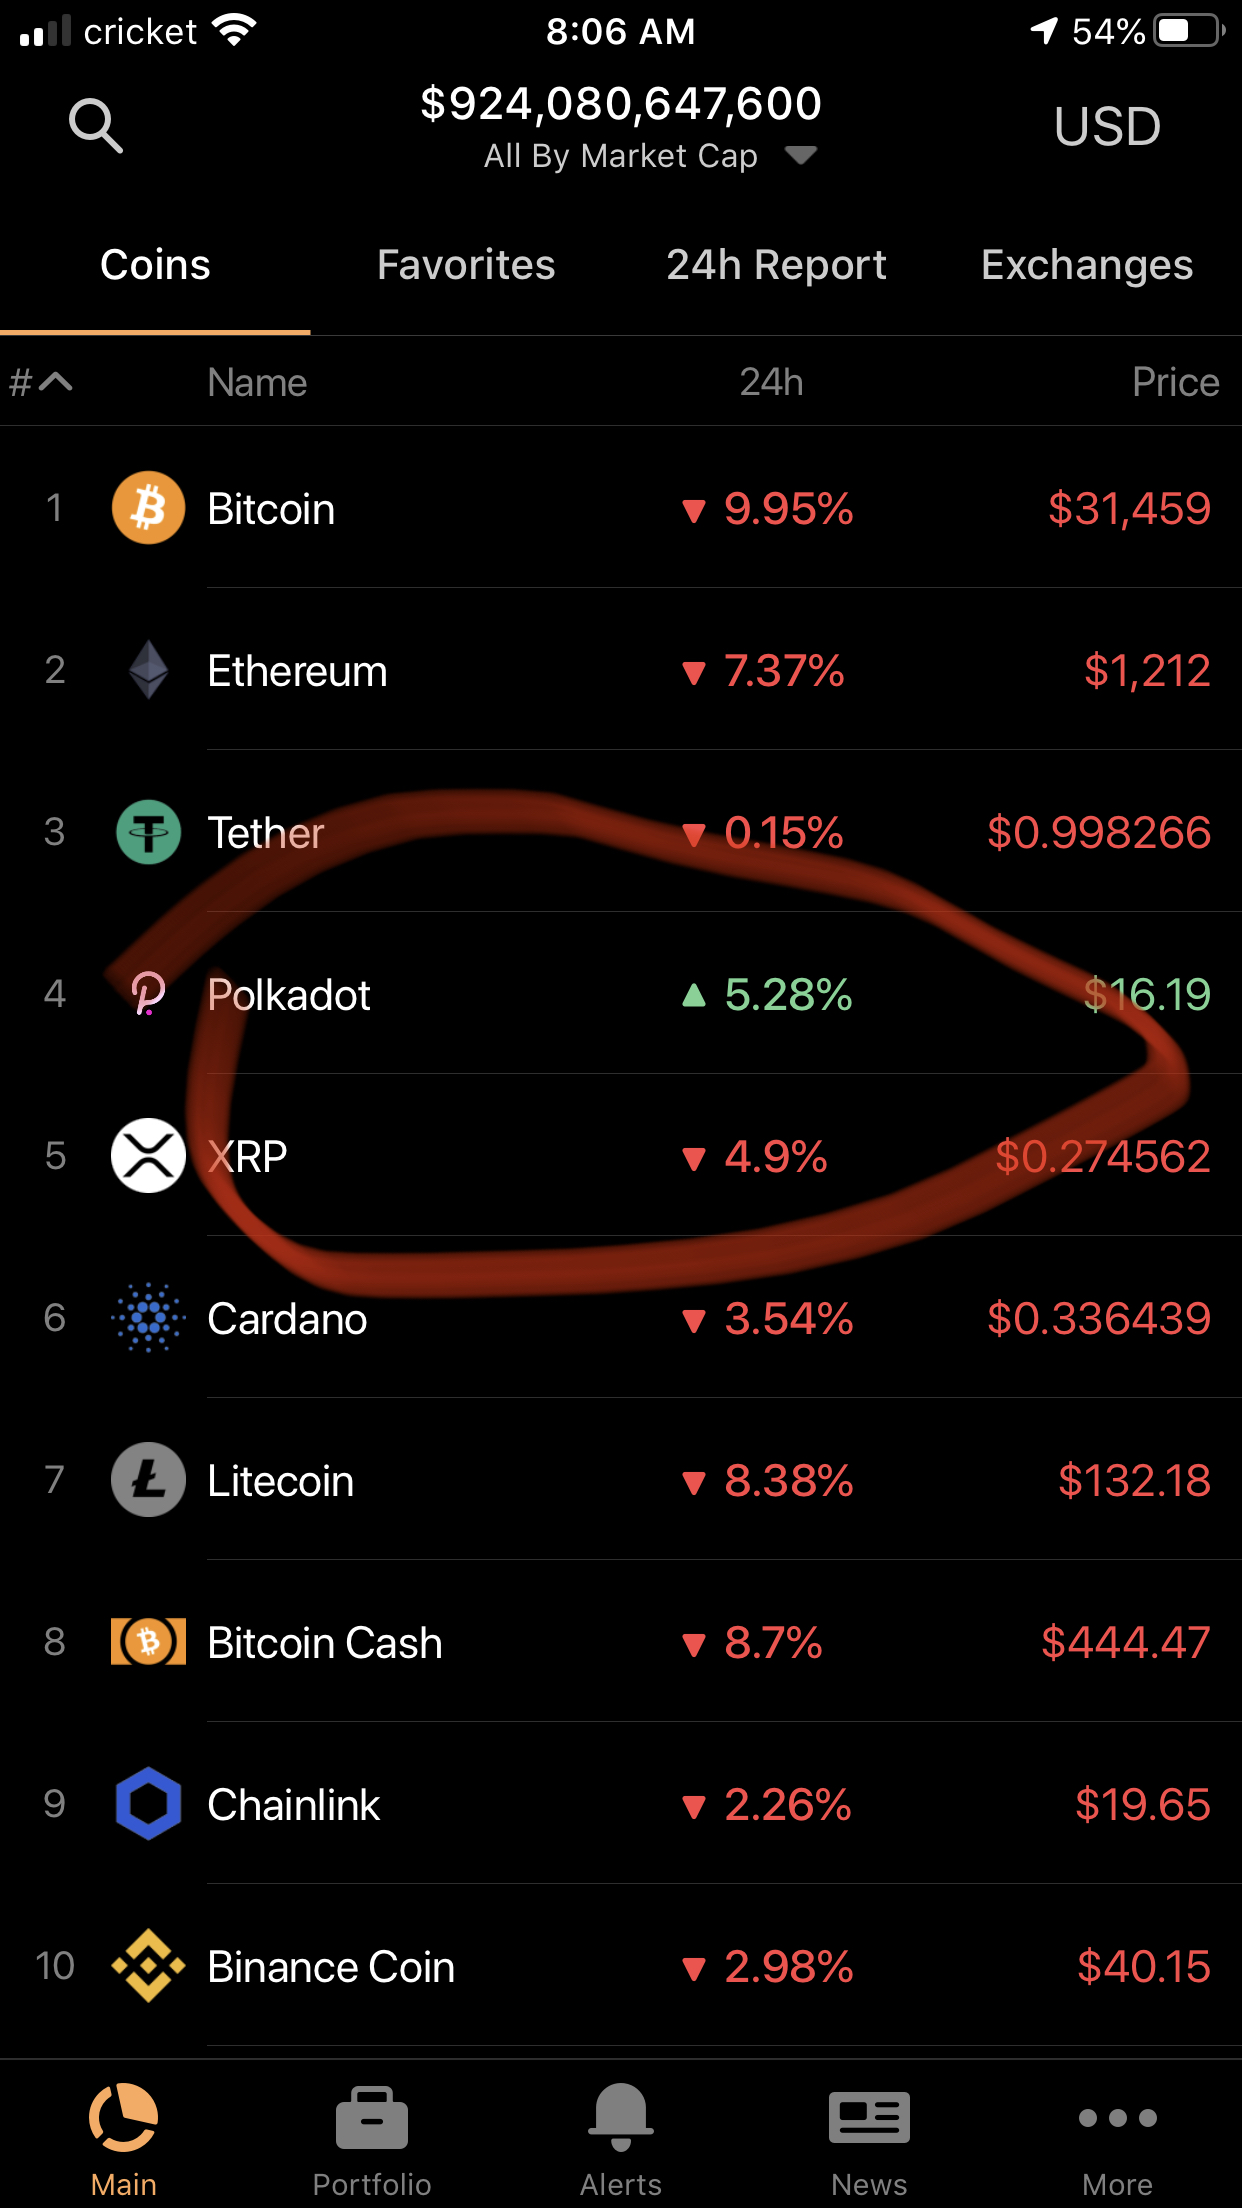 cricket 8:06 AM 54%
$924,080,647,600
All By Market Cap
USD
Coins Favorites 24h Report Exchanges
# Name 24h Price
1 Bitcoin 9.95% $31,459
2 Ethereum 7.37% $1,212
3 Tether 0.15% $0.998266
4 Polkadot 5.28% $16.19
5 XRP 4.9% $0.274562
6 Cardano 3.54% $0.336439
7 Litecoin 8.38% $132.18
8 Bitcoin Cash 8.7% $444.47
9 Chainlink 2.26% $19.65
10 Binance Coin 2.98% $40.15
Main Portfolio Alerts News More